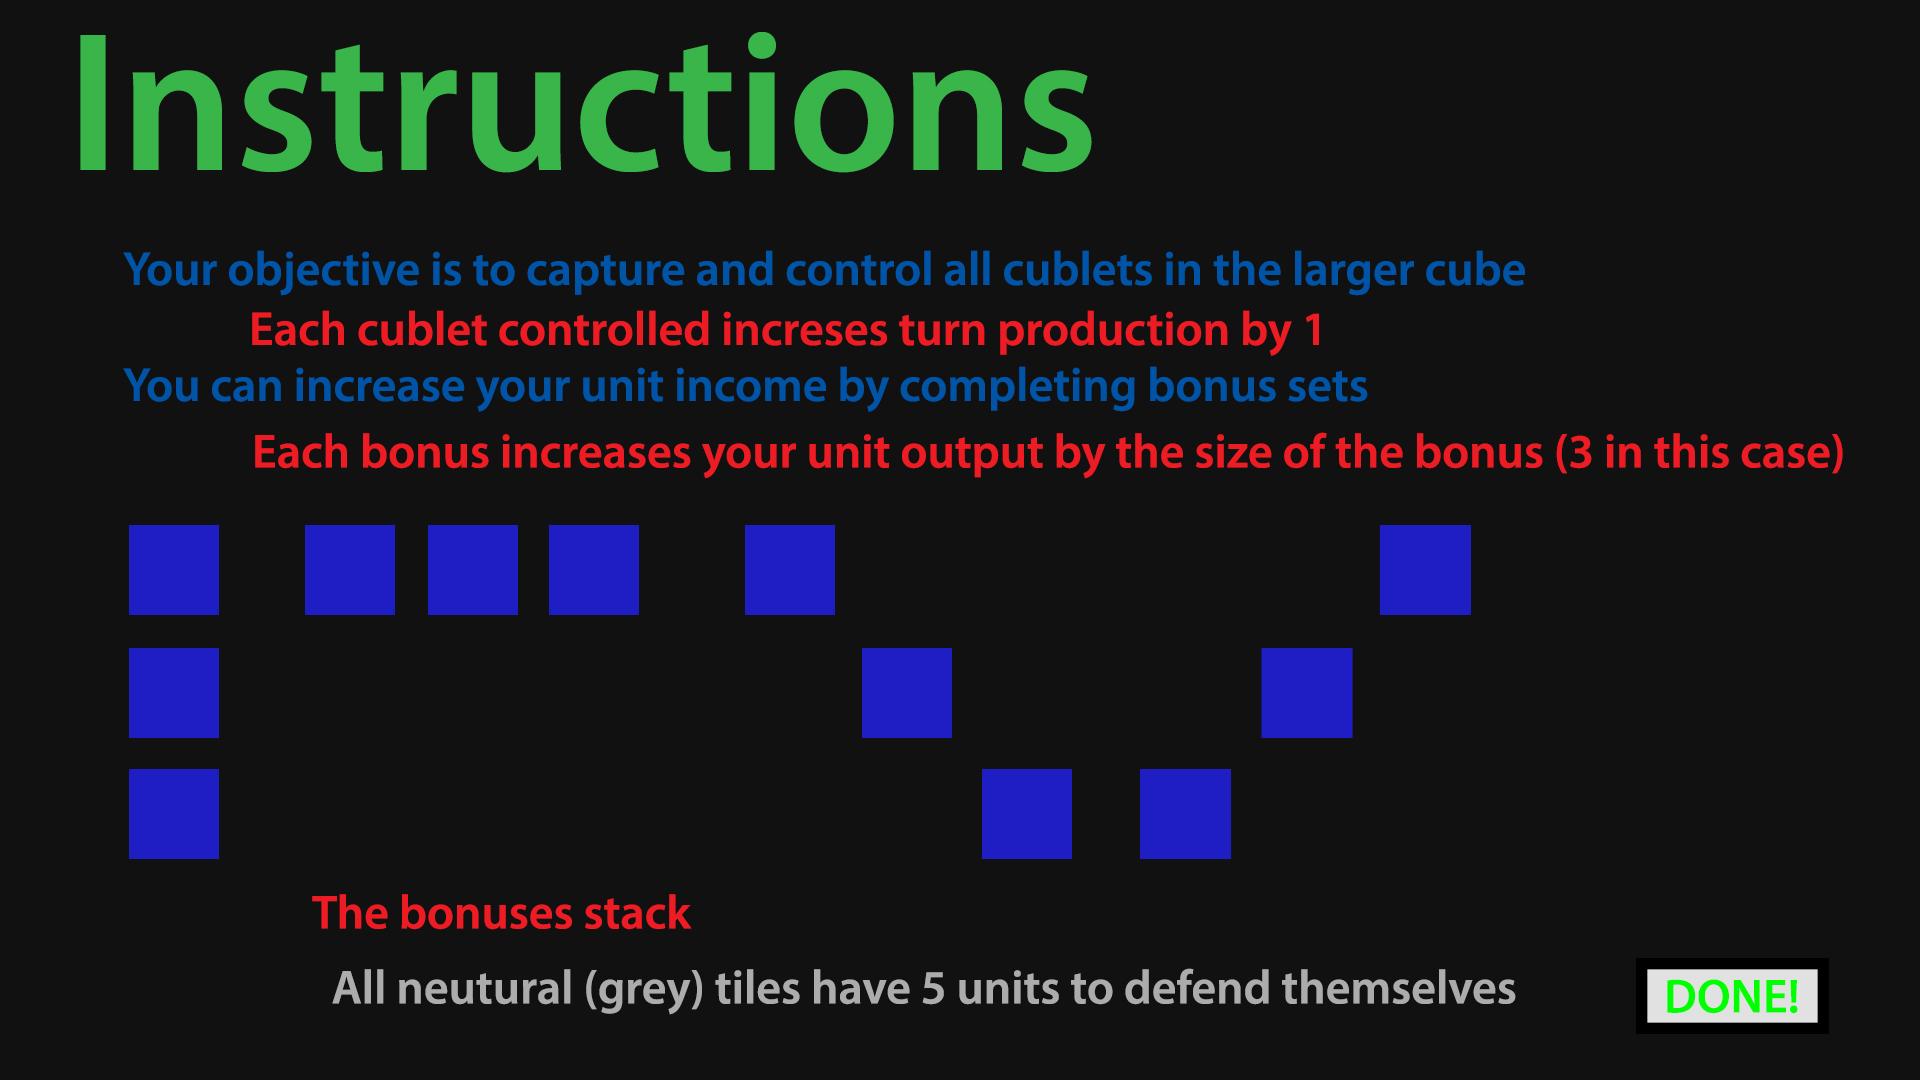 Instructions
Your objective is to capture and control all cublets in the larger cube
Each cublet controlled increses turn production by 1
You can increase your unit income by completing bonus sets
Each bonus increases your unit output by the size of the bonus (3 in this case)
The bonuses stack
All neutural (grey) tiles have 5 units to defend themselves
DONE!